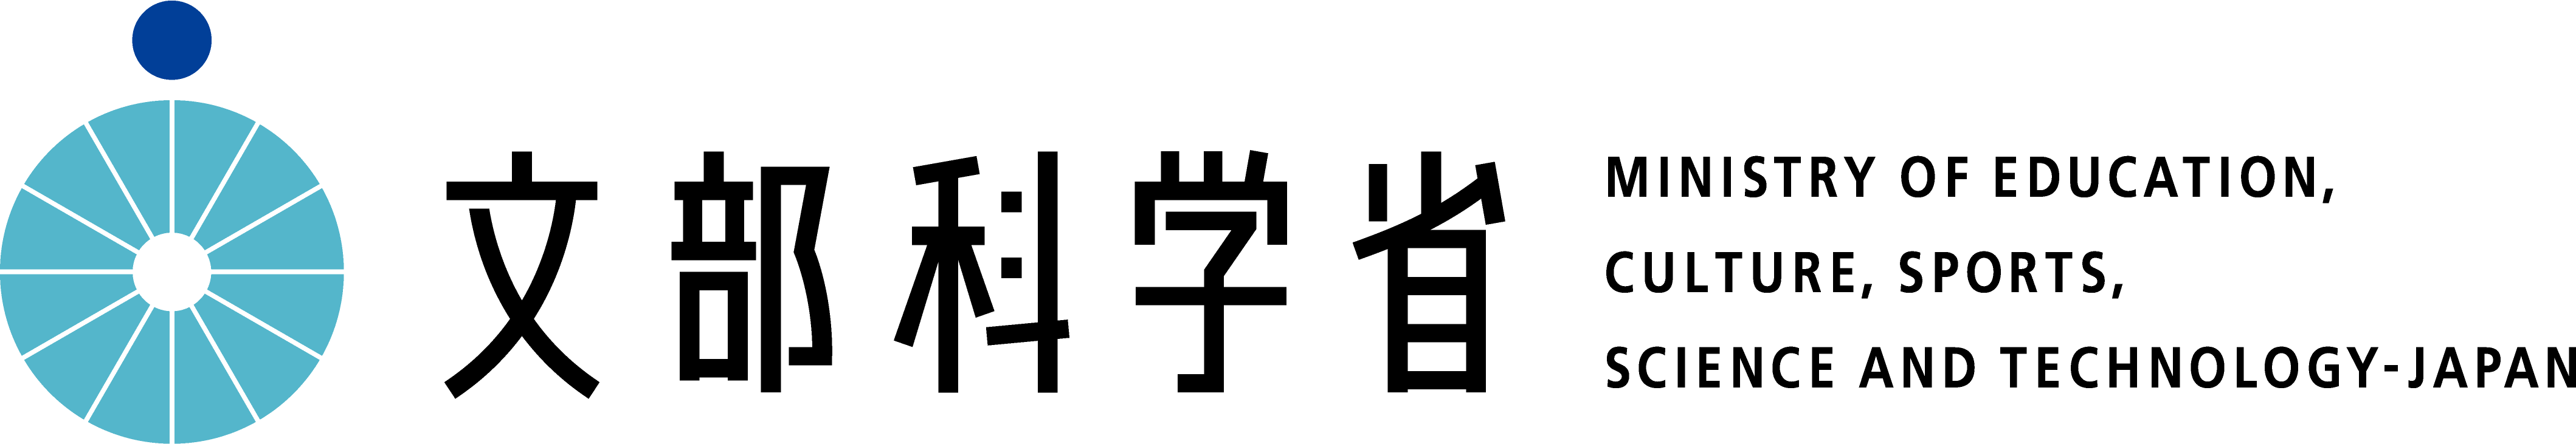 文部科学省
MINISTRY OF EDUCATION,
CULTURE, SPORTS,
SCIENCE AND TECHNOLOGY-JAPAN